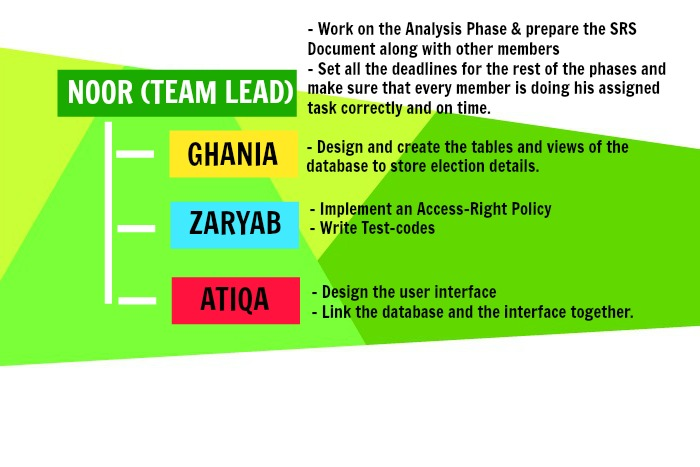 - Work on the Analysis Phase & prepare the SRS
Document along with other members
- Set all the deadlines for the rest of the phases and
make sure that every member is doing his assigned
task correctly and on time.
NOOR (TEAM LEAD)
GHANIA
- Design and create the tables and views of the
database to store election details.
ZARYAB
- Implement an Access-Right Policy
- Write Test-codes
ATIQA
- Design the user interface
- Link the database and the interface together.